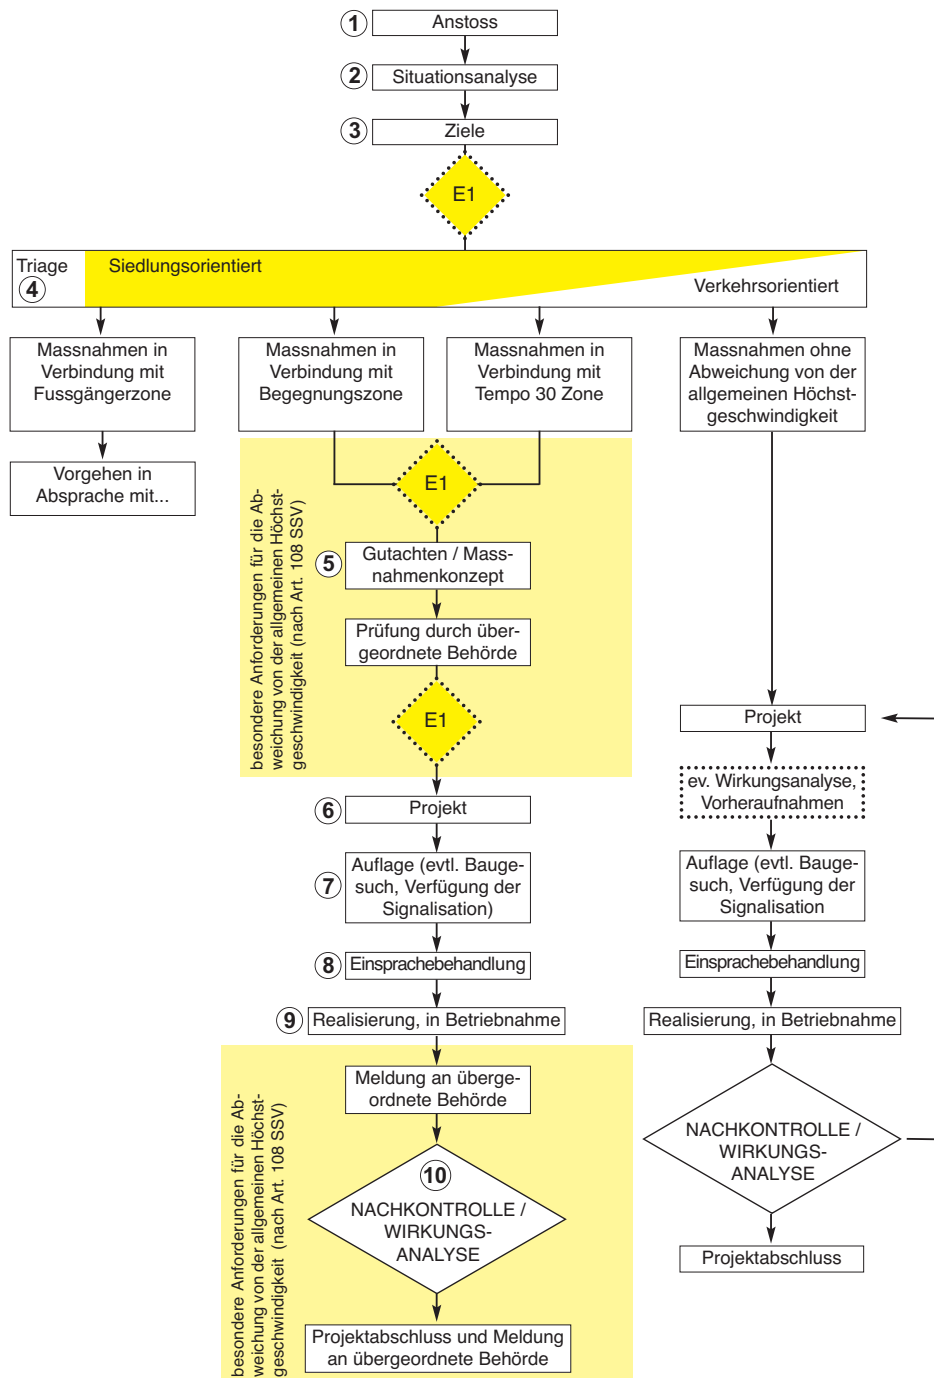 1 Anstoss
2 Situationsanalyse
3 Ziele
E1
Triage
4
Siedlungsorientiert
Verkehrsorientiert
Massnahmen in
Verbindung mit
Fussgängerzone
Vorgehen in
Absprache mit...
Massnahmen in
Verbindung mit
Begegnungszone
Massnahmen in
Verbindung mit
Tempo 30 Zone
Massnahmen ohne
Abweichung von der
allgemeinen Höchst-
geschwindigkeit
besondere Anforderungen für die Ab-
weichung von der allgemeinen Höchst-
geschwindigkeit (nach Art. 108 SSV)
E1
5 Gutachten / Mass-
nahmenkonzept
Prüfung durch über-
geordnete Behörde
E1
6 Projekt
7 Auflage (evtl. Bauge-
such, Verfügung der
Signalisation)
8 Einsprachebehandlung
9 Realisierung, in Betriebnahme
besondere Anforderungen für die Ab-
weichung von der allgemeinen Höchst-
geschwindigkeit (nach Art. 108 SSV)
Meldung an überge-
ordnete Behörde
10
NACHKONTROLLE /
WIRKUNGS-
ANALYSE
Projektabschluss und Meldung
an übergeordnete Behörde
Projekt
ev. Wirkungsanalyse,
Vorheraufnahmen
Auflage (evtl. Bauge-
such, Verfügung der
Signalisation
Einsprachebehandlung
Realisierung, in Betriebnahme
NACHKONTROLLE /
WIRKUNGS-
ANALYSE
Projektabschluss